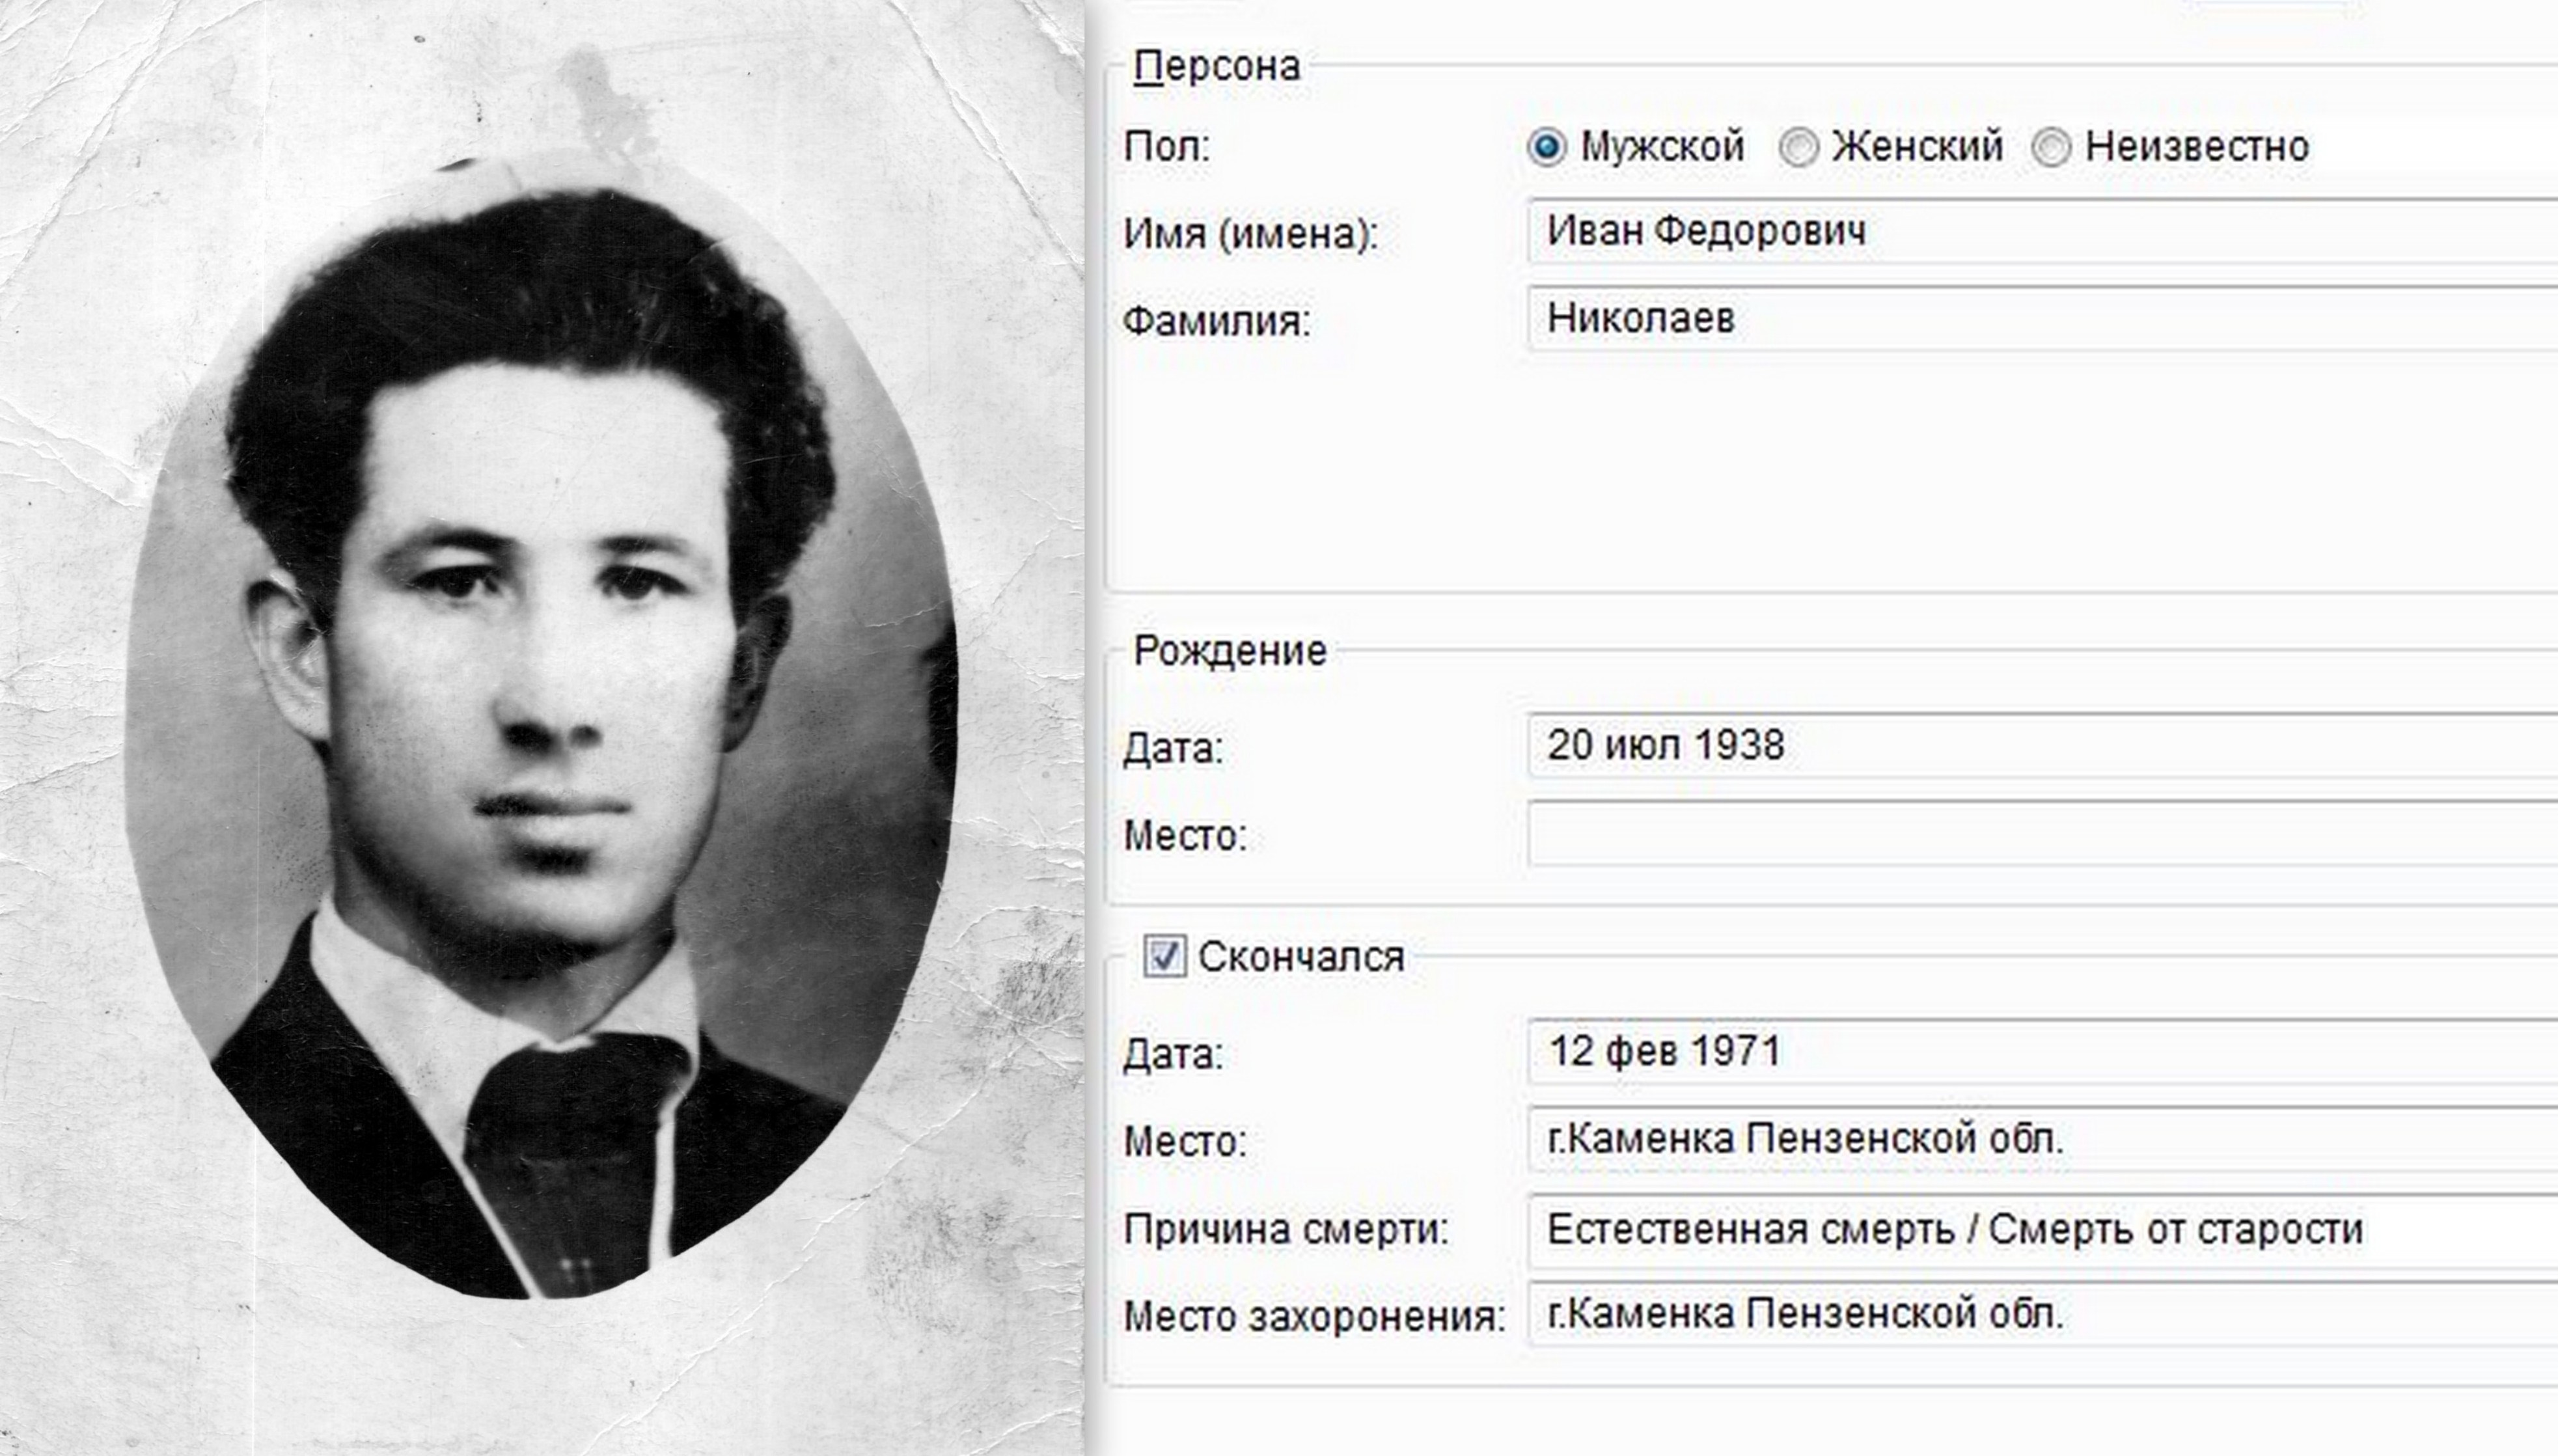 Персона
Пол: Мужской Женский Неизвестно
Имя (имена): Иван Федорович
Фамилия: Николаев
Рождение
Дата: 20 июл 1938
Место:
Скончался
Дата: 12 фев 1971
Место: г.Каменка Пензенской обл.
Причина смерти: Естественная смерть / Смерть от старости
Место захоронения: г.Каменка Пензенской обл.